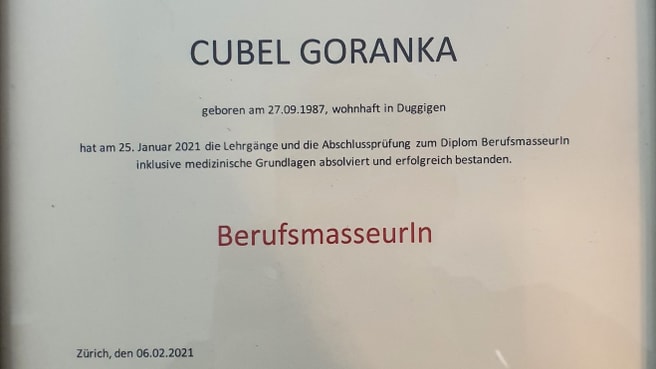 CUBEL GORANKA
geboren am 27.09.1987, wohnhaft in Duggigen
hat am 25. Januar 2021 die Lehrgänge und die Abschlussprüfung zum Diplom BerufsmasseurIn
inklusive medizinische Grundlagen absolviert und erfolgreich bestanden.
BerufsmasseurIn
Zürich, den 06.02.2021